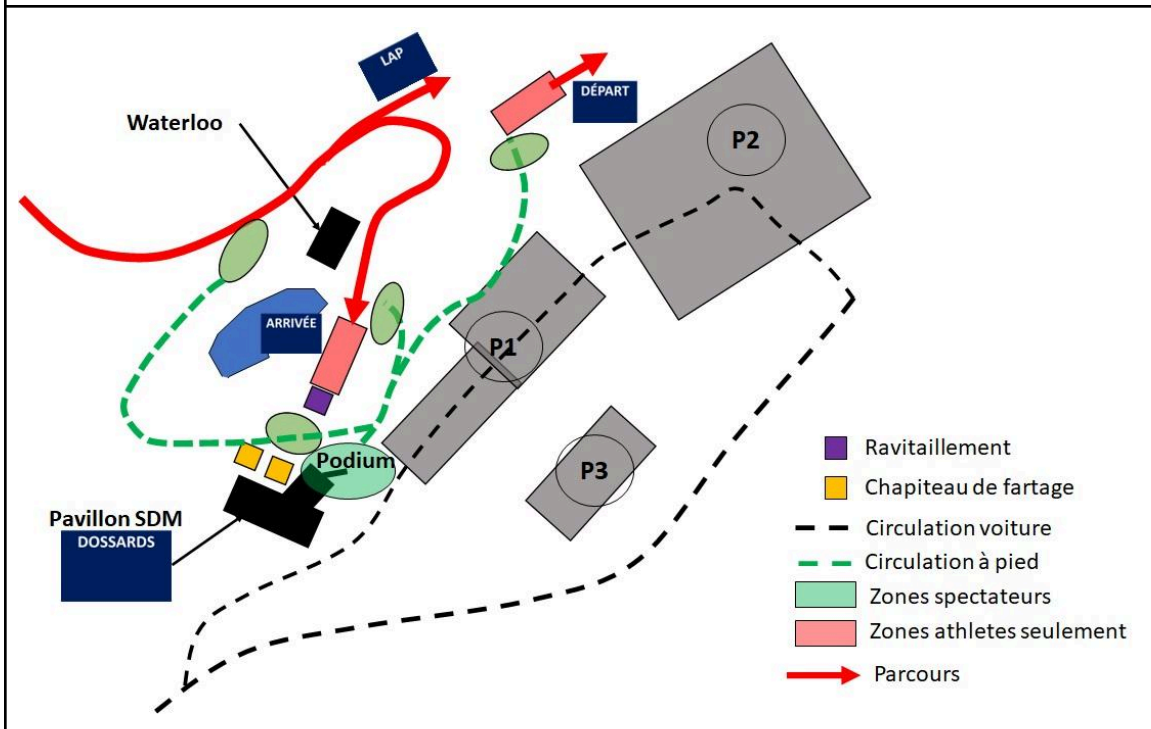 LAP
DÉPART
Waterloo
P2
ARRIVÉE
P1
Podium
P3
Pavillon SDM
DOSSARDS
Ravitaillement
Chapiteau de fartage
Circulation voiture
Circulation à pied
Zones spectateurs
Zones athletes seulement
Parcours